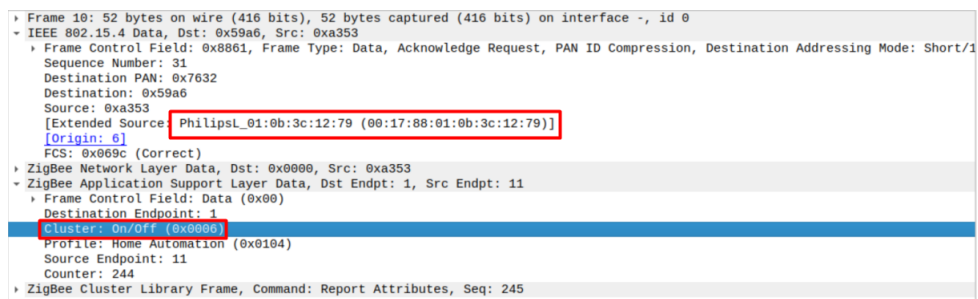 Frame 10: 52 bytes on wire (416 bits), 52 bytes captured (416 bits) on interface -, id 0
IEEE 802.15.4 Data, Dst: 0x59a6, Src: 0xa353
Frame Control Field: 0x8861, Frame Type: Data, Acknowledge Request, PAN ID Compression, Destination Addressing Mode: Short/1
Sequence Number: 31
Destination PAN: 0x7632
Destination: 0x59a6
Source: 0xa353
[Extended Source: PhilipsL_01:0b:3c:12:79 (00:17:88:01:0b:3c:12:79)]
[Origin: 6]
FCS: 0x069c (Correct)
ZigBee Network Layer Data, Dst: 0x0000, Src: 0xa353
ZigBee Application Support Layer Data, Dst Endpt: 1, Src Endpt: 11
Frame Control Field: Data (0x00)
Destination Endpoint: 1
Cluster: On/Off (0x0006)
Profile: Home Automation (0x0104)
Source Endpoint: 11
Counter: 244
ZigBee Cluster Library Frame, Command: Report Attributes, Seq: 245